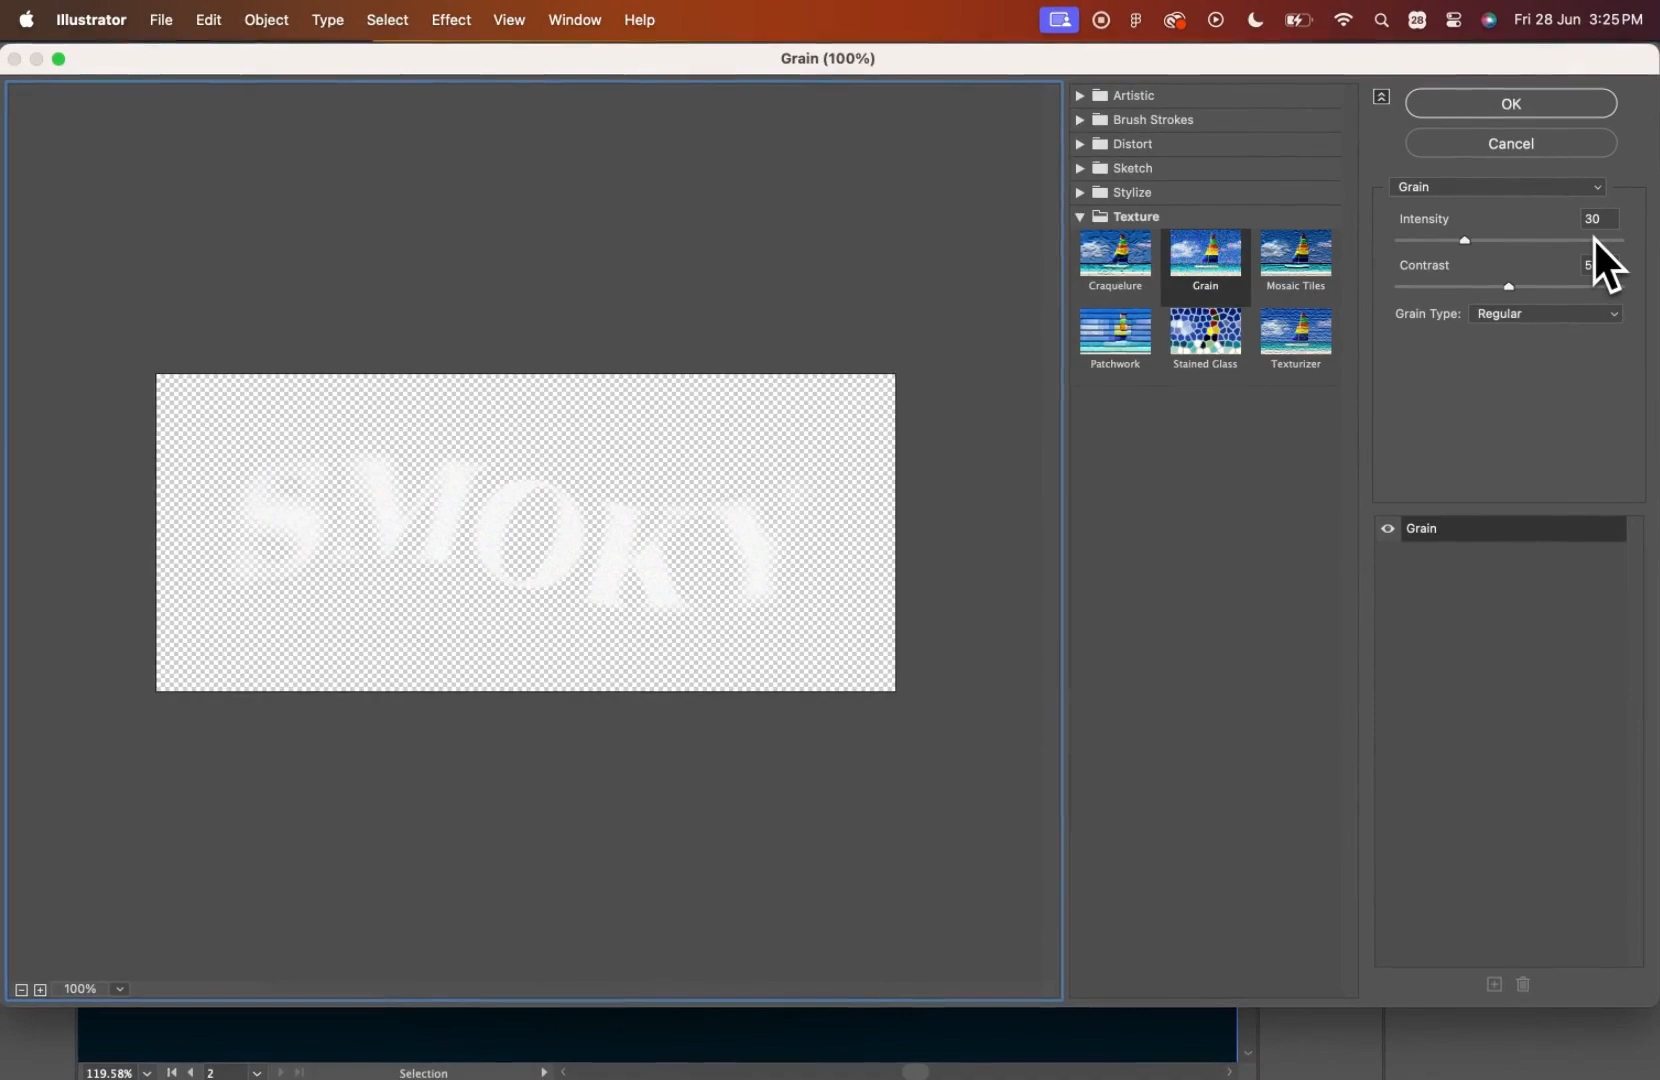 Illustrator File Edit Object Type Select Effect View Window Help
28 Fri 28 Jun 3:25 PM
Grain (100%)
Artistic
Brush Strokes
Distort
Sketch
Stylize
Texture
Craquelure Grain Mosaic Tiles
Patchwork Stained Glass Texturizer
OK
Cancel
Grain
Intensity 30
Contrast
Grain Type: Regular
Grain
SMOKY
100%
119.58% 2 Selection